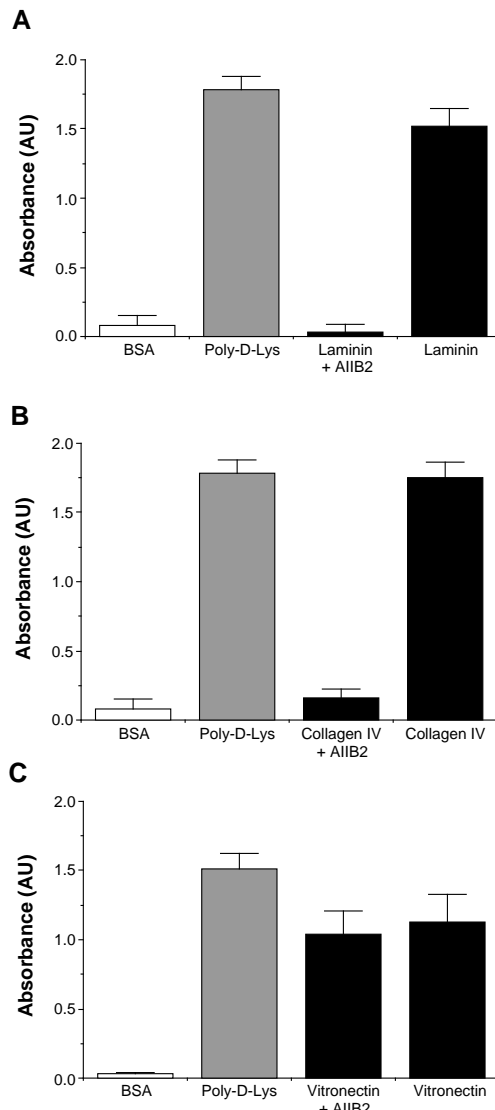 A
Absorbance (AU)
2.0
1.5
1.0
0.5
0.0
BSA Poly-D-Lys Laminin Laminin
+ AIIB2
B
Absorbance (AU)
2.0
1.5
1.0
0.5
0.0
BSA Poly-D-Lys Collagen IV Collagen IV
+ AIIB2
C
Absorbance (AU)
2.0
1.5
1.0
0.5
0.0
BSA Poly-D-Lys Vitronectin Vitronectin
+ AIIB2